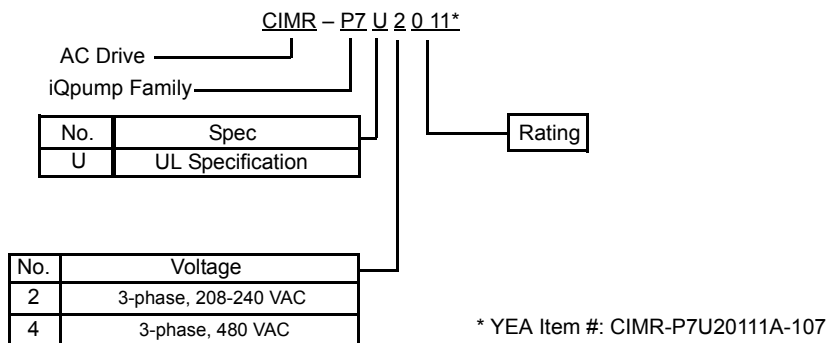 CIMR – P7 U 2 0 11*
AC Drive
iQpump Family
No. Spec
U UL Specification
Rating
No. Voltage
2 3-phase, 208-240 VAC
4 3-phase, 480 VAC
* YEA Item #: CIMR-P7U20111A-107